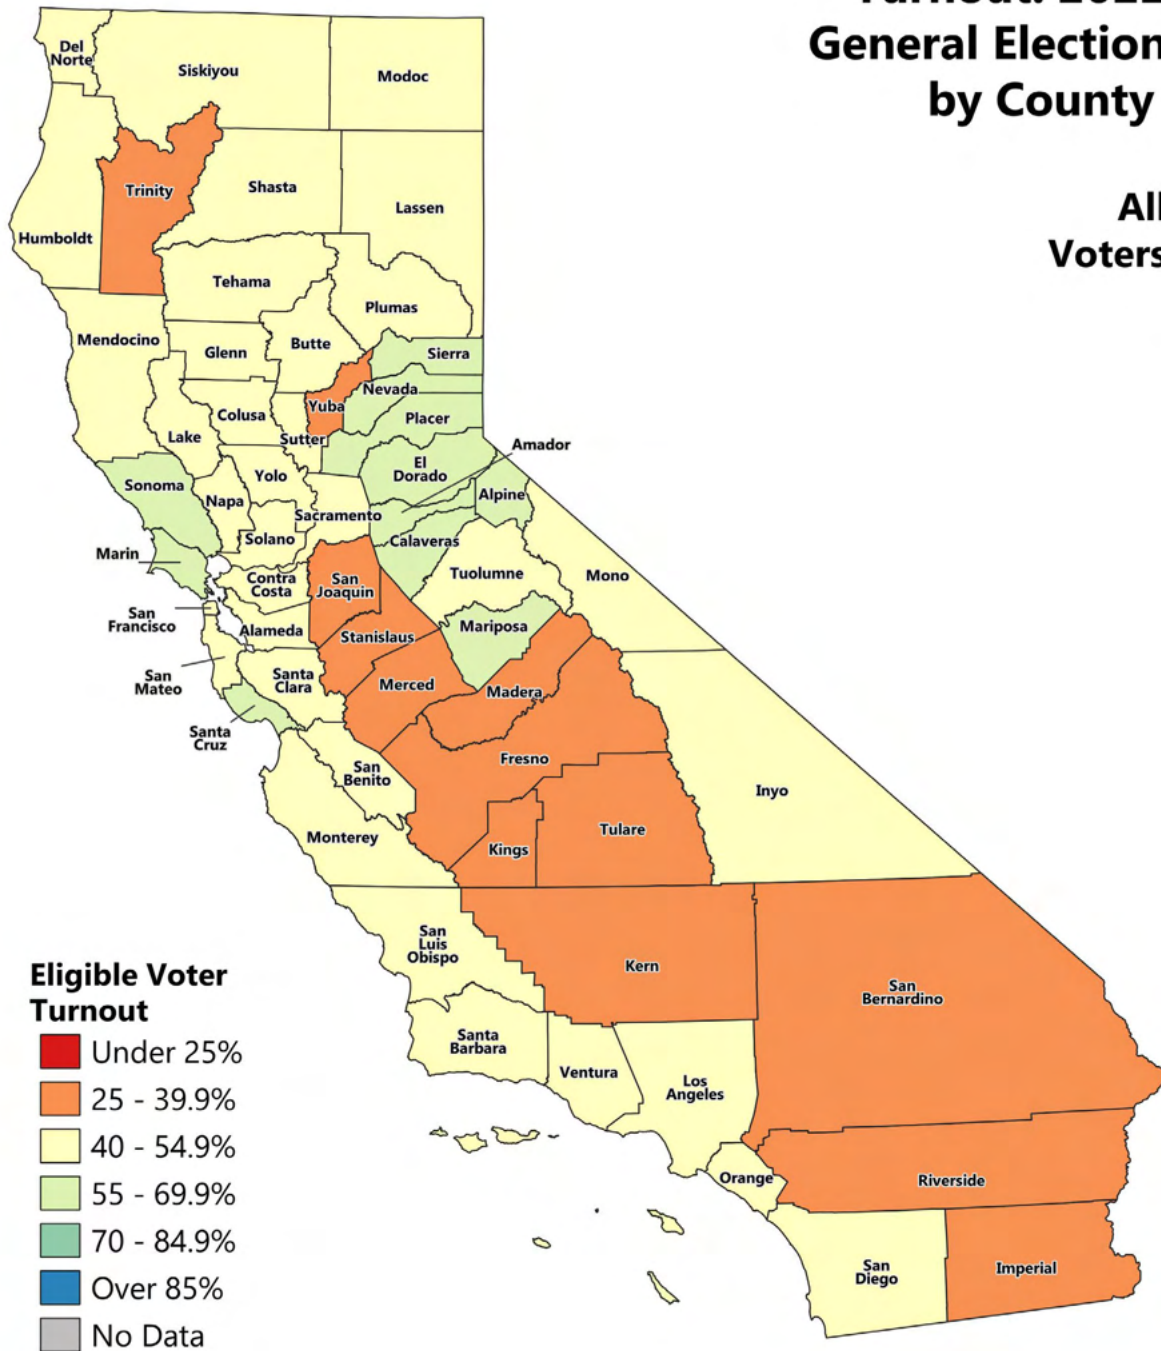 Turnout: 2022
General Election
by County
All
Voters
Del
Norte
Siskiyou
Modoc
Trinity
Shasta
Lassen
Humboldt
Tehama
Plumas
Mendocino
Glenn
Butte
Sierra
Nevada
Yuba
Colusa
Placer
Lake
Sutter
Amador
El
Dorado
Yolo
Sonoma
Napa
Alpine
Sacramento
Solano
Calaveras
Marin
Contra
Costa
San
Joaquin
Tuolumne
Mono
San
Francisco
Alameda
Stanislaus
Mariposa
San
Mateo
Santa
Clara
Merced
Madera
Santa
Cruz
Fresno
San
Benito
Inyo
Monterey
Kings
Tulare
San
Luis
Obispo
Kern
San
Bernardino
Santa
Barbara
Ventura
Los
Angeles
Orange
Riverside
San
Diego
Imperial
Eligible Voter
Turnout
Under 25%
25 - 39.9%
40 - 54.9%
55 - 69.9%
70 - 84.9%
Over 85%
No Data